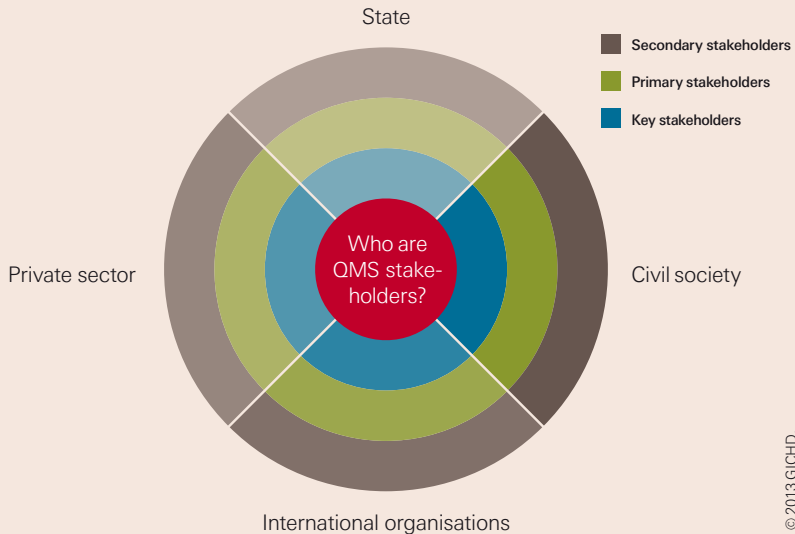 State
Secondary stakeholders
Primary stakeholders
Key stakeholders
Who are
QMS stake-
holders?
Private sector
Civil society
International organisations
© 2013 GICHD